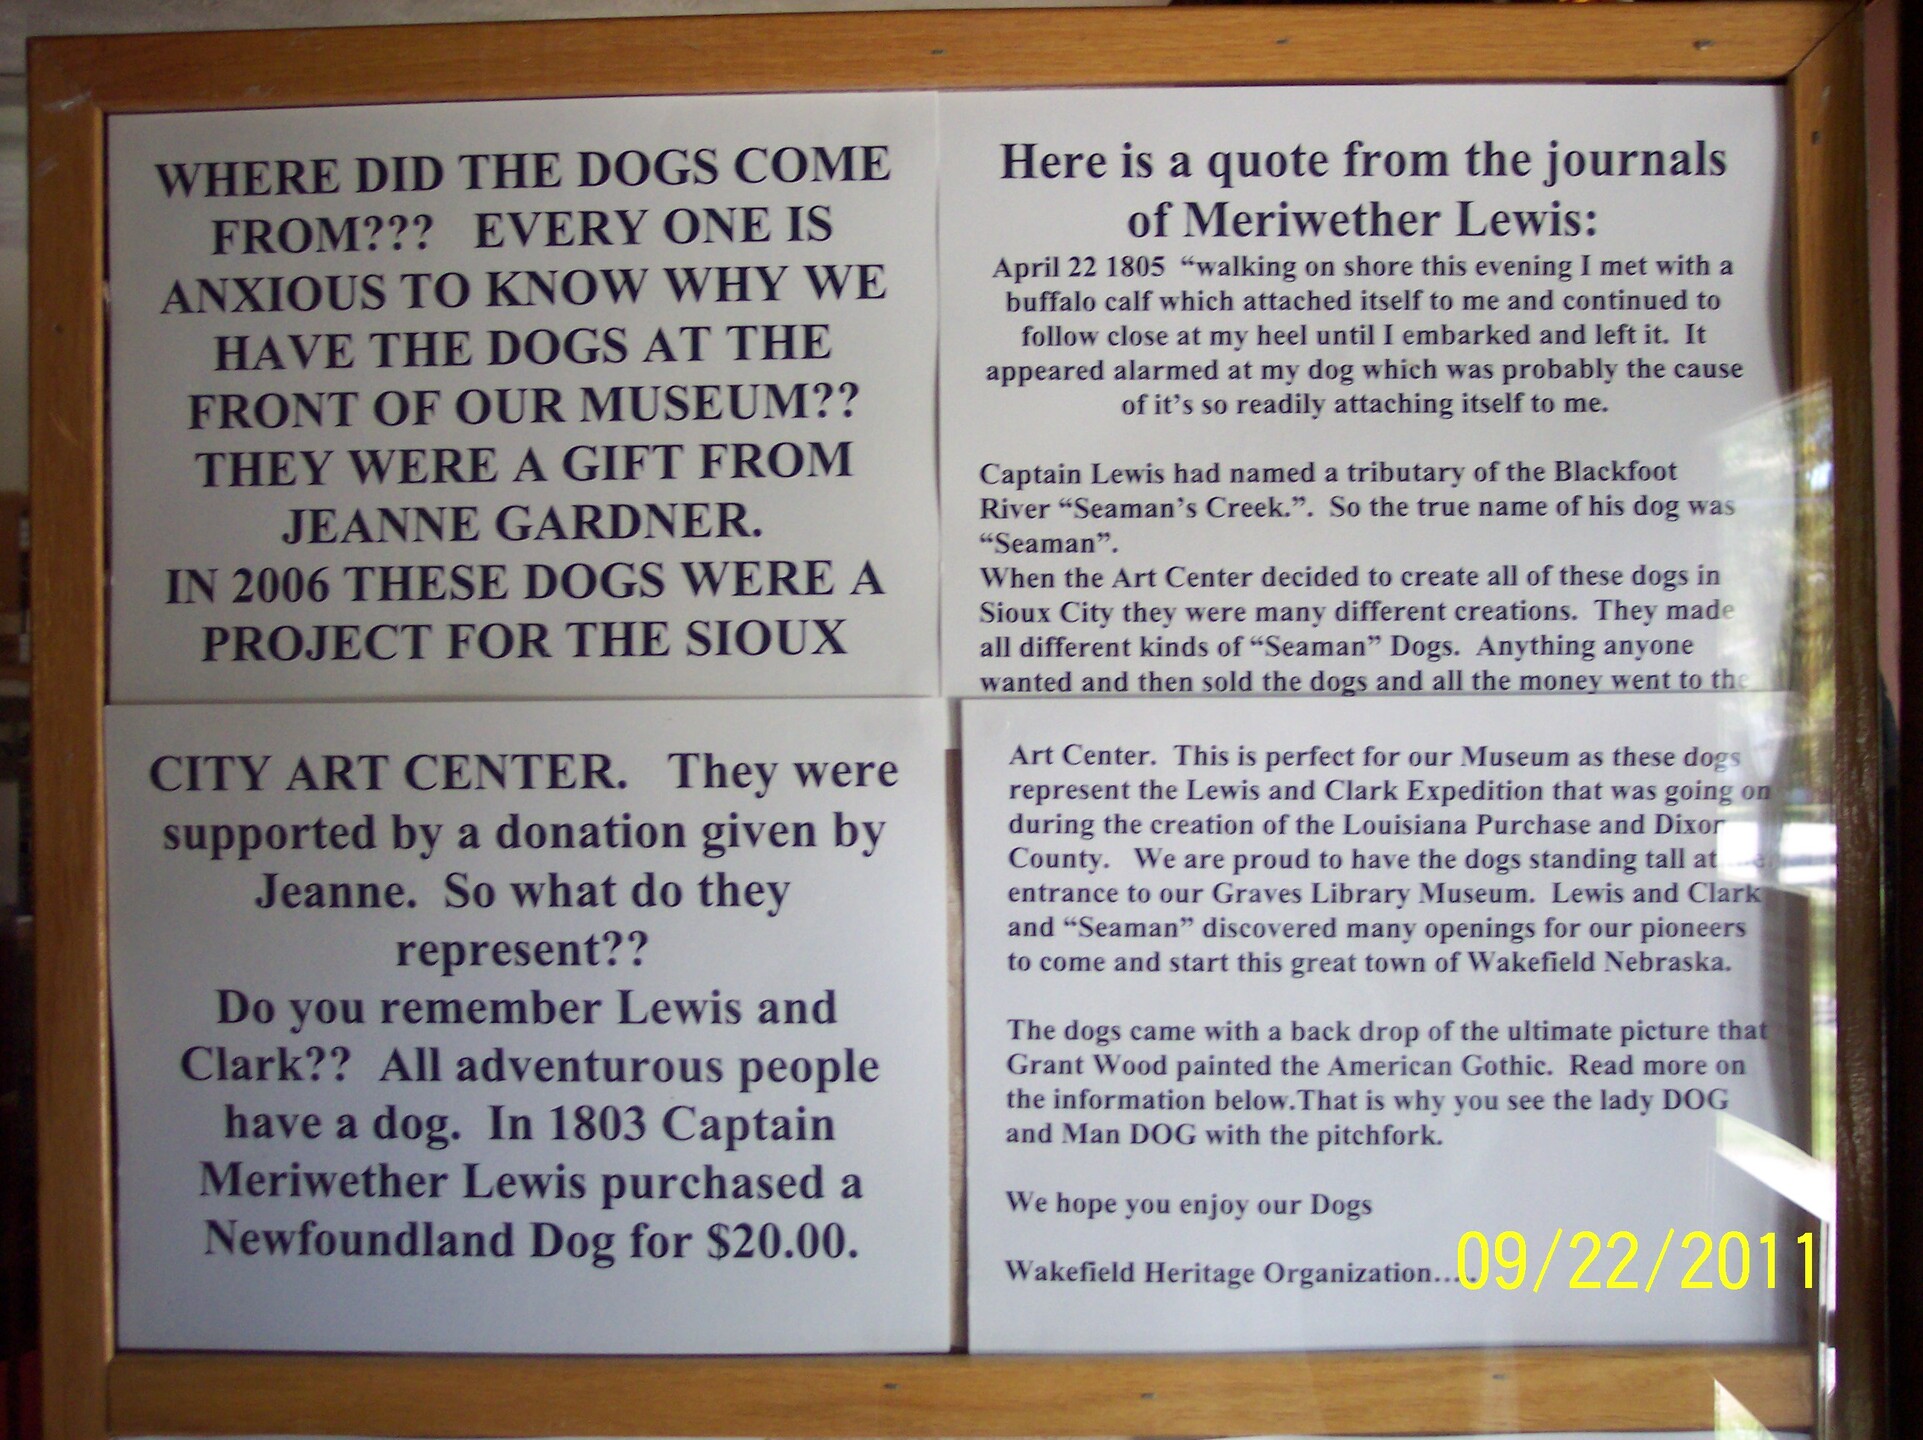 WHERE DID THE DOGS COME
FROM??? EVERY ONE IS
ANXIOUS TO KNOW WHY WE
HAVE THE DOGS AT THE
FRONT OF OUR MUSEUM??
THEY WERE A GIFT FROM
JEANNE GARDNER.
IN 2006 THESE DOGS WERE A
PROJECT FOR THE SIOUX
CITY ART CENTER. They were
supported by a donation given by
Jeanne. So what do they
represent??
Do you remember Lewis and
Clark?? All adventurous people
have a dog. In 1803 Captain
Meriwether Lewis purchased a
Newfoundland Dog for $20.00.
Here is a quote from the journals
of Meriwether Lewis:
April 22 1805 “walking on shore this evening I met with a
buffalo calf which attached itself to me and continued to
follow close at my heel until I embarked and left it. It
appeared alarmed at my dog which was probably the cause
of it’s so readily attaching itself to me.
Captain Lewis had named a tributary of the Blackfoot
River “Seaman’s Creek.”. So the true name of his dog was
“Seaman”.
When the Art Center decided to create all of these dogs in
Sioux City they were many different creations. They made
all different kinds of “Seaman” Dogs. Anything anyone
wanted and then sold the dogs and all the money went to the
Art Center. This is perfect for our Museum as these dogs
represent the Lewis and Clark Expedition that was going on
during the creation of the Louisiana Purchase and Dixon
County. We are proud to have the dogs standing tall at
entrance to our Graves Library Museum. Lewis and Clark
and “Seaman” discovered many openings for our pioneers
to come and start this great town of Wakefield Nebraska.
The dogs came with a back drop of the ultimate picture that
Grant Wood painted the American Gothic. Read more on
the information below.That is why you see the lady DOG
and Man DOG with the pitchfork.
We hope you enjoy our Dogs
Wakefield Heritage Organization....
09/22/2011